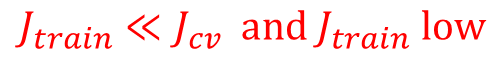 J_train ≪ J_cv and J_train low